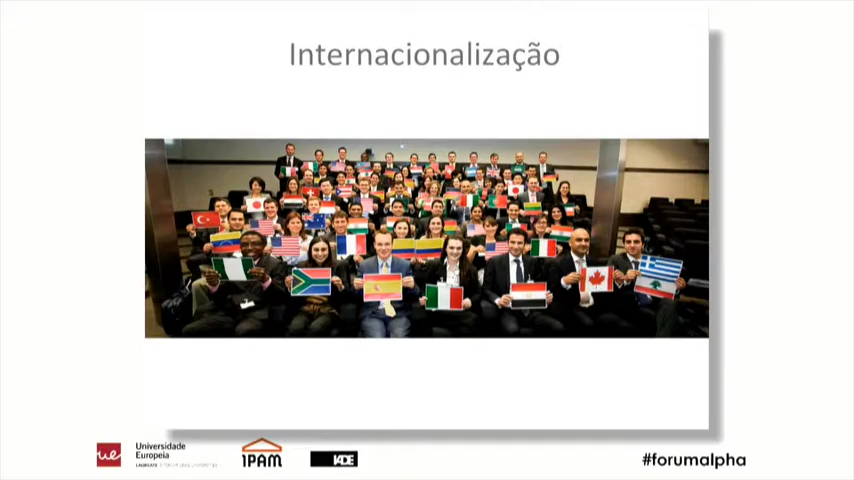 Internacionalização
Universidade
Europeia
IPAM
IADE
#forumalpha